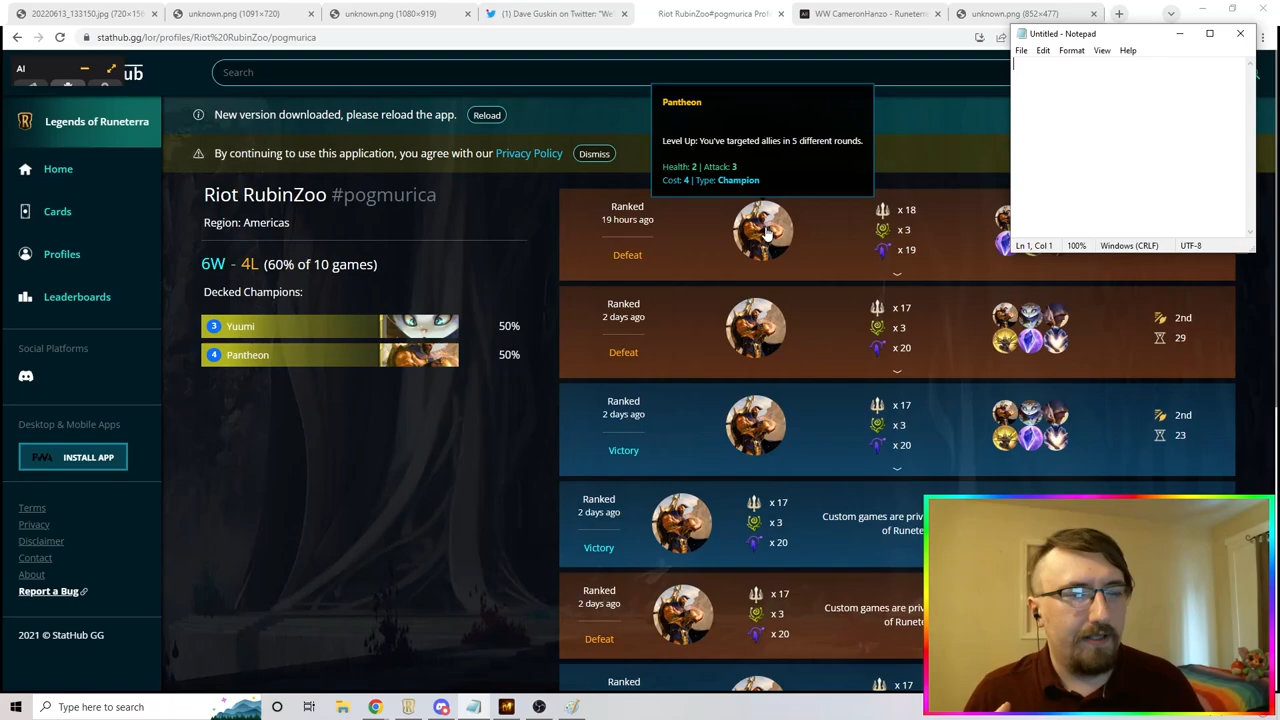 20220613_133150.jpg (720×156
unknown.png (1091×720)
unknown.png (1080×919)
(1) Dave Guskin on Twitter: "We
Riot RubinZoo#pogmurica Prof
WW CameronHanzo - Runeterr
unknown.png (852×477)
stathub.gg/lor/profiles/Riot%20RubinZoo/pogmurica
Untitled - Notepad
File Edit Format View Help
Ln 1, Col 1 100% Windows (CRLF) UTF-8
AI
ub
Search
Legends of Runeterra
Home
Cards
Profiles
Leaderboards
Social Platforms
Desktop & Mobile Apps
PWA INSTALL APP
Terms
Privacy
Disclaimer
Contact
About
Report a Bug
2021 © StatHub GG
New version downloaded, please reload the app. Reload
By continuing to use this application, you agree with our Privacy Policy Dismiss
Riot RubinZoo #pogmurica
Region: Americas
6W - 4L (60% of 10 games)
Decked Champions:
3 Yuumi 50%
4 Pantheon 50%
Pantheon
Level Up: You've targeted allies in 5 different rounds.
Health: 2 | Attack: 3
Cost: 4 | Type: Champion
Ranked
19 hours ago
Defeat
x 18
x 3
x 19
Ranked
2 days ago
Defeat
x 17
x 3
x 20
2nd
29
Ranked
2 days ago
Victory
x 17
x 3
x 20
2nd
23
Ranked
2 days ago
Victory
x 17
x 3
x 20
Custom games are priv
of Rune
Ranked
2 days ago
Defeat
x 17
x 3
x 20
Custom games are priv
of Rune
Ranked
x 17
Type here to search